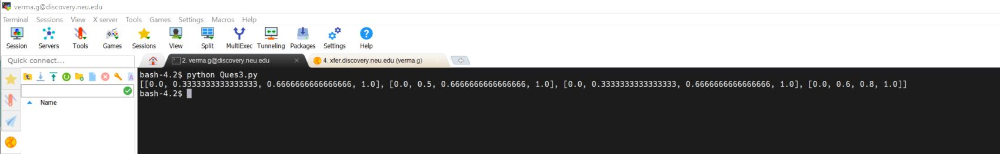 verma.g@discovery.neu.edu
Terminal Sessions View X server Tools Games Settings Macros Help
Session Servers Tools Games Sessions View Split MultiExec Tunneling Packages Settings Help
Quick connect...
2. verma.g@discovery.neu.edu
4. xfer.discovery.neu.edu (verma.g)
A
Name
bash-4.2$ python Ques3.py
[[0.0, 0.3333333333333333, 0.6666666666666666, 1.0], [0.0, 0.5, 0.6666666666666666, 1.0], [0.0, 0.3333333333333333, 0.6666666666666666, 1.0], [0.0, 0.6, 0.8, 1.0]]
bash-4.2$